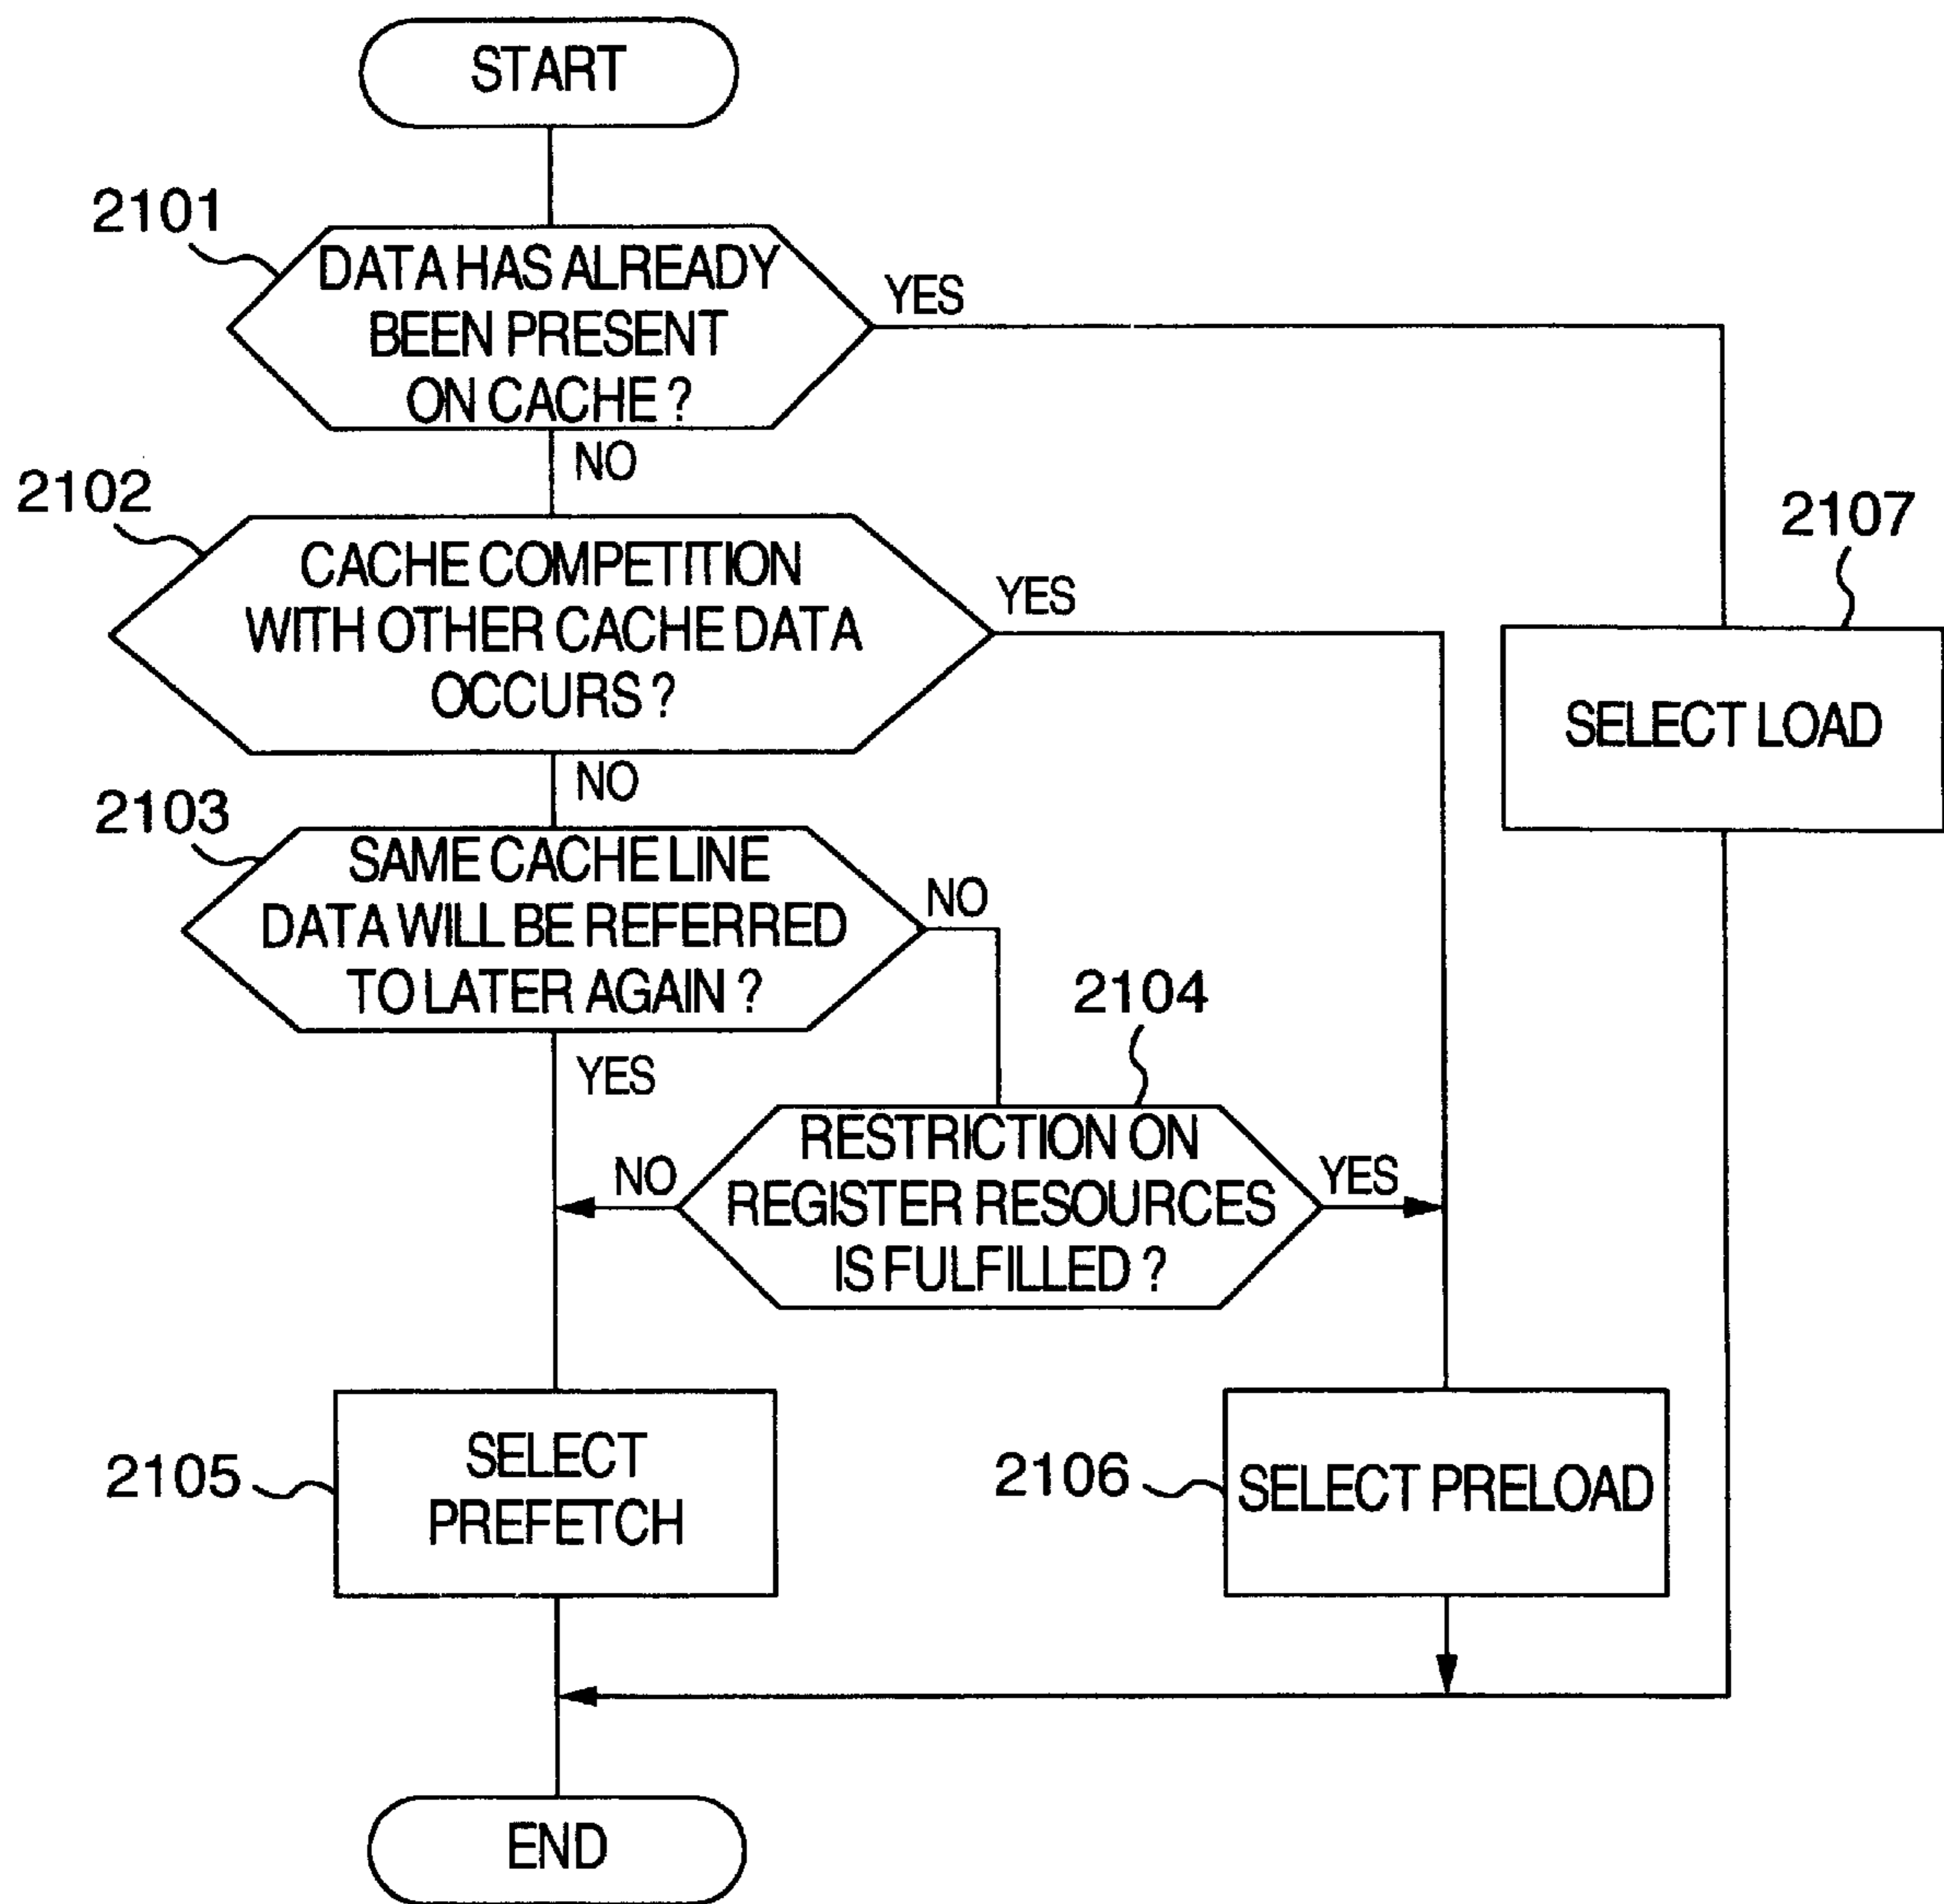 START
2101
DATA HAS ALREADY
BEEN PRESENT
ON CACHE ?
YES
NO
2102
CACHE COMPETITION
WITH OTHER CACHE DATA
OCCURS ?
YES
2107
SELECT LOAD
NO
2103
SAME CACHE LINE
DATA WILL BE REFERRED
TO LATER AGAIN ?
NO
YES
2104
RESTRICTION ON
REGISTER RESOURCES
IS FULFILLED ?
NO
YES
2105
SELECT
PREFETCH
2106
SELECT PRELOAD
END